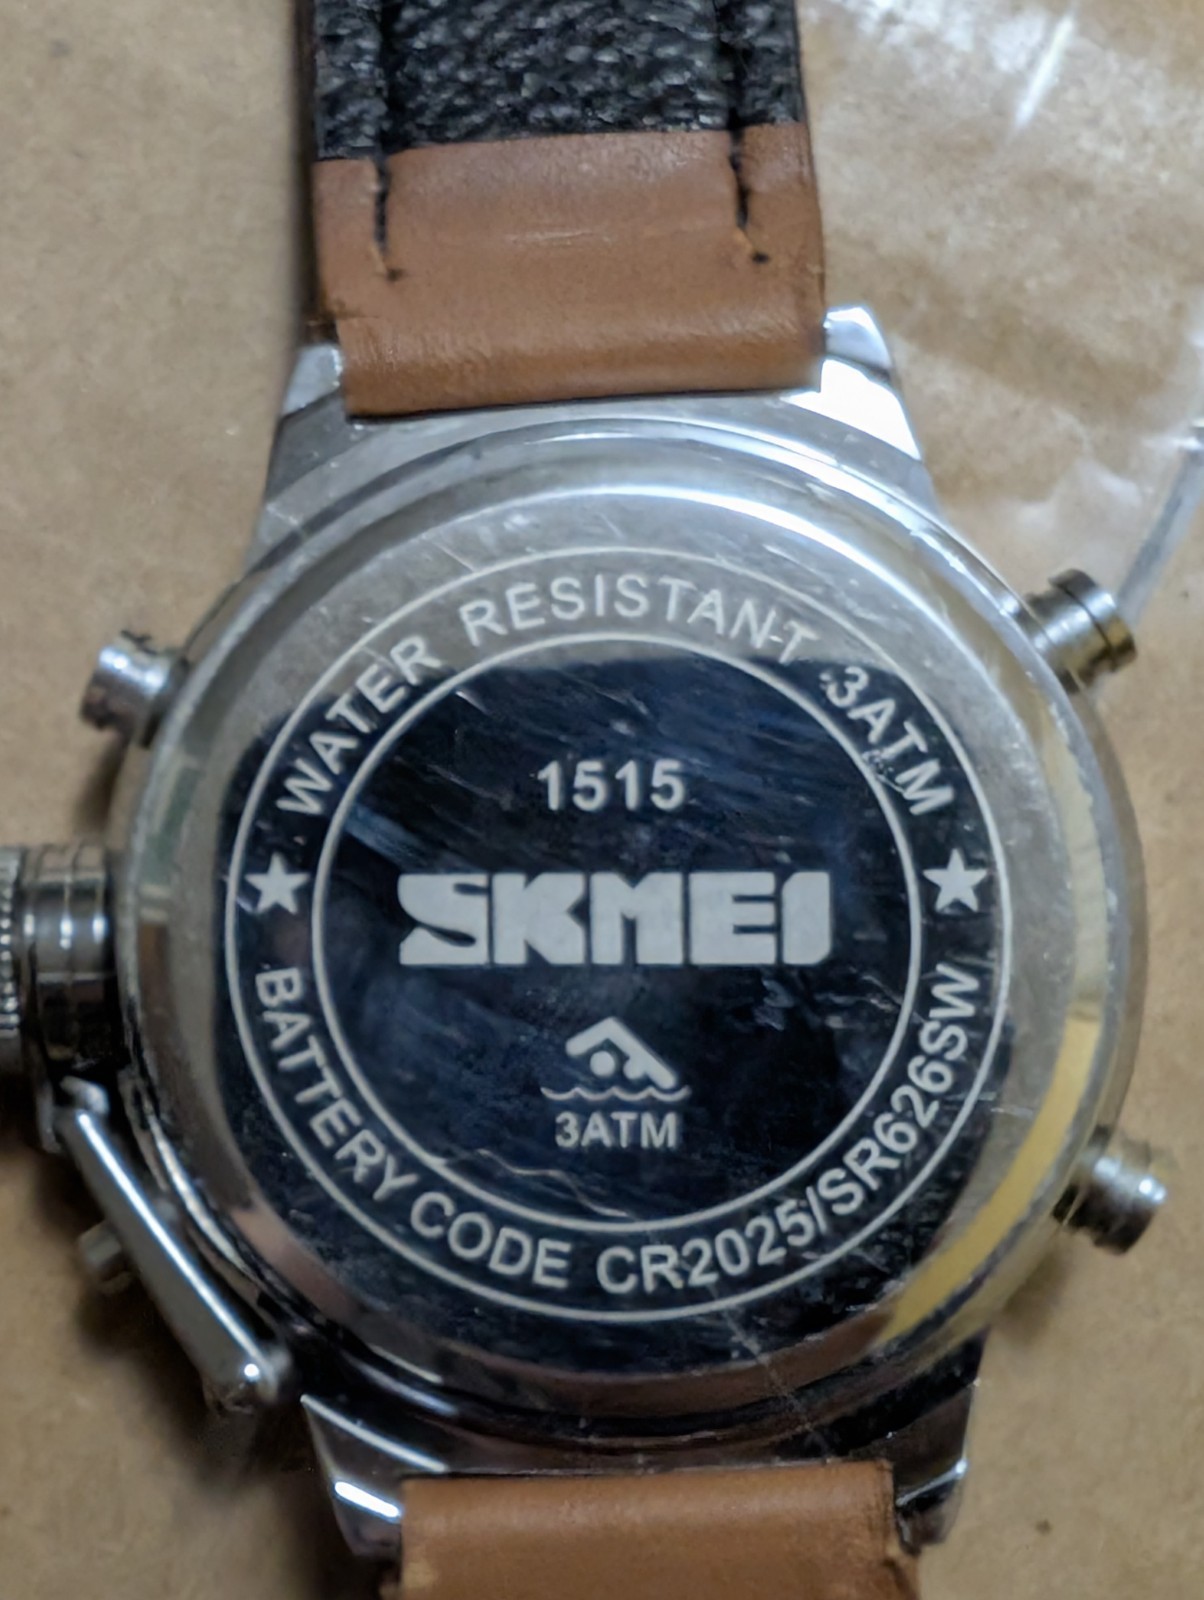 WATER RESISTANT 3ATM
1515
SKMEI
3ATM
BATTERY CODE CR2025/SR626SW